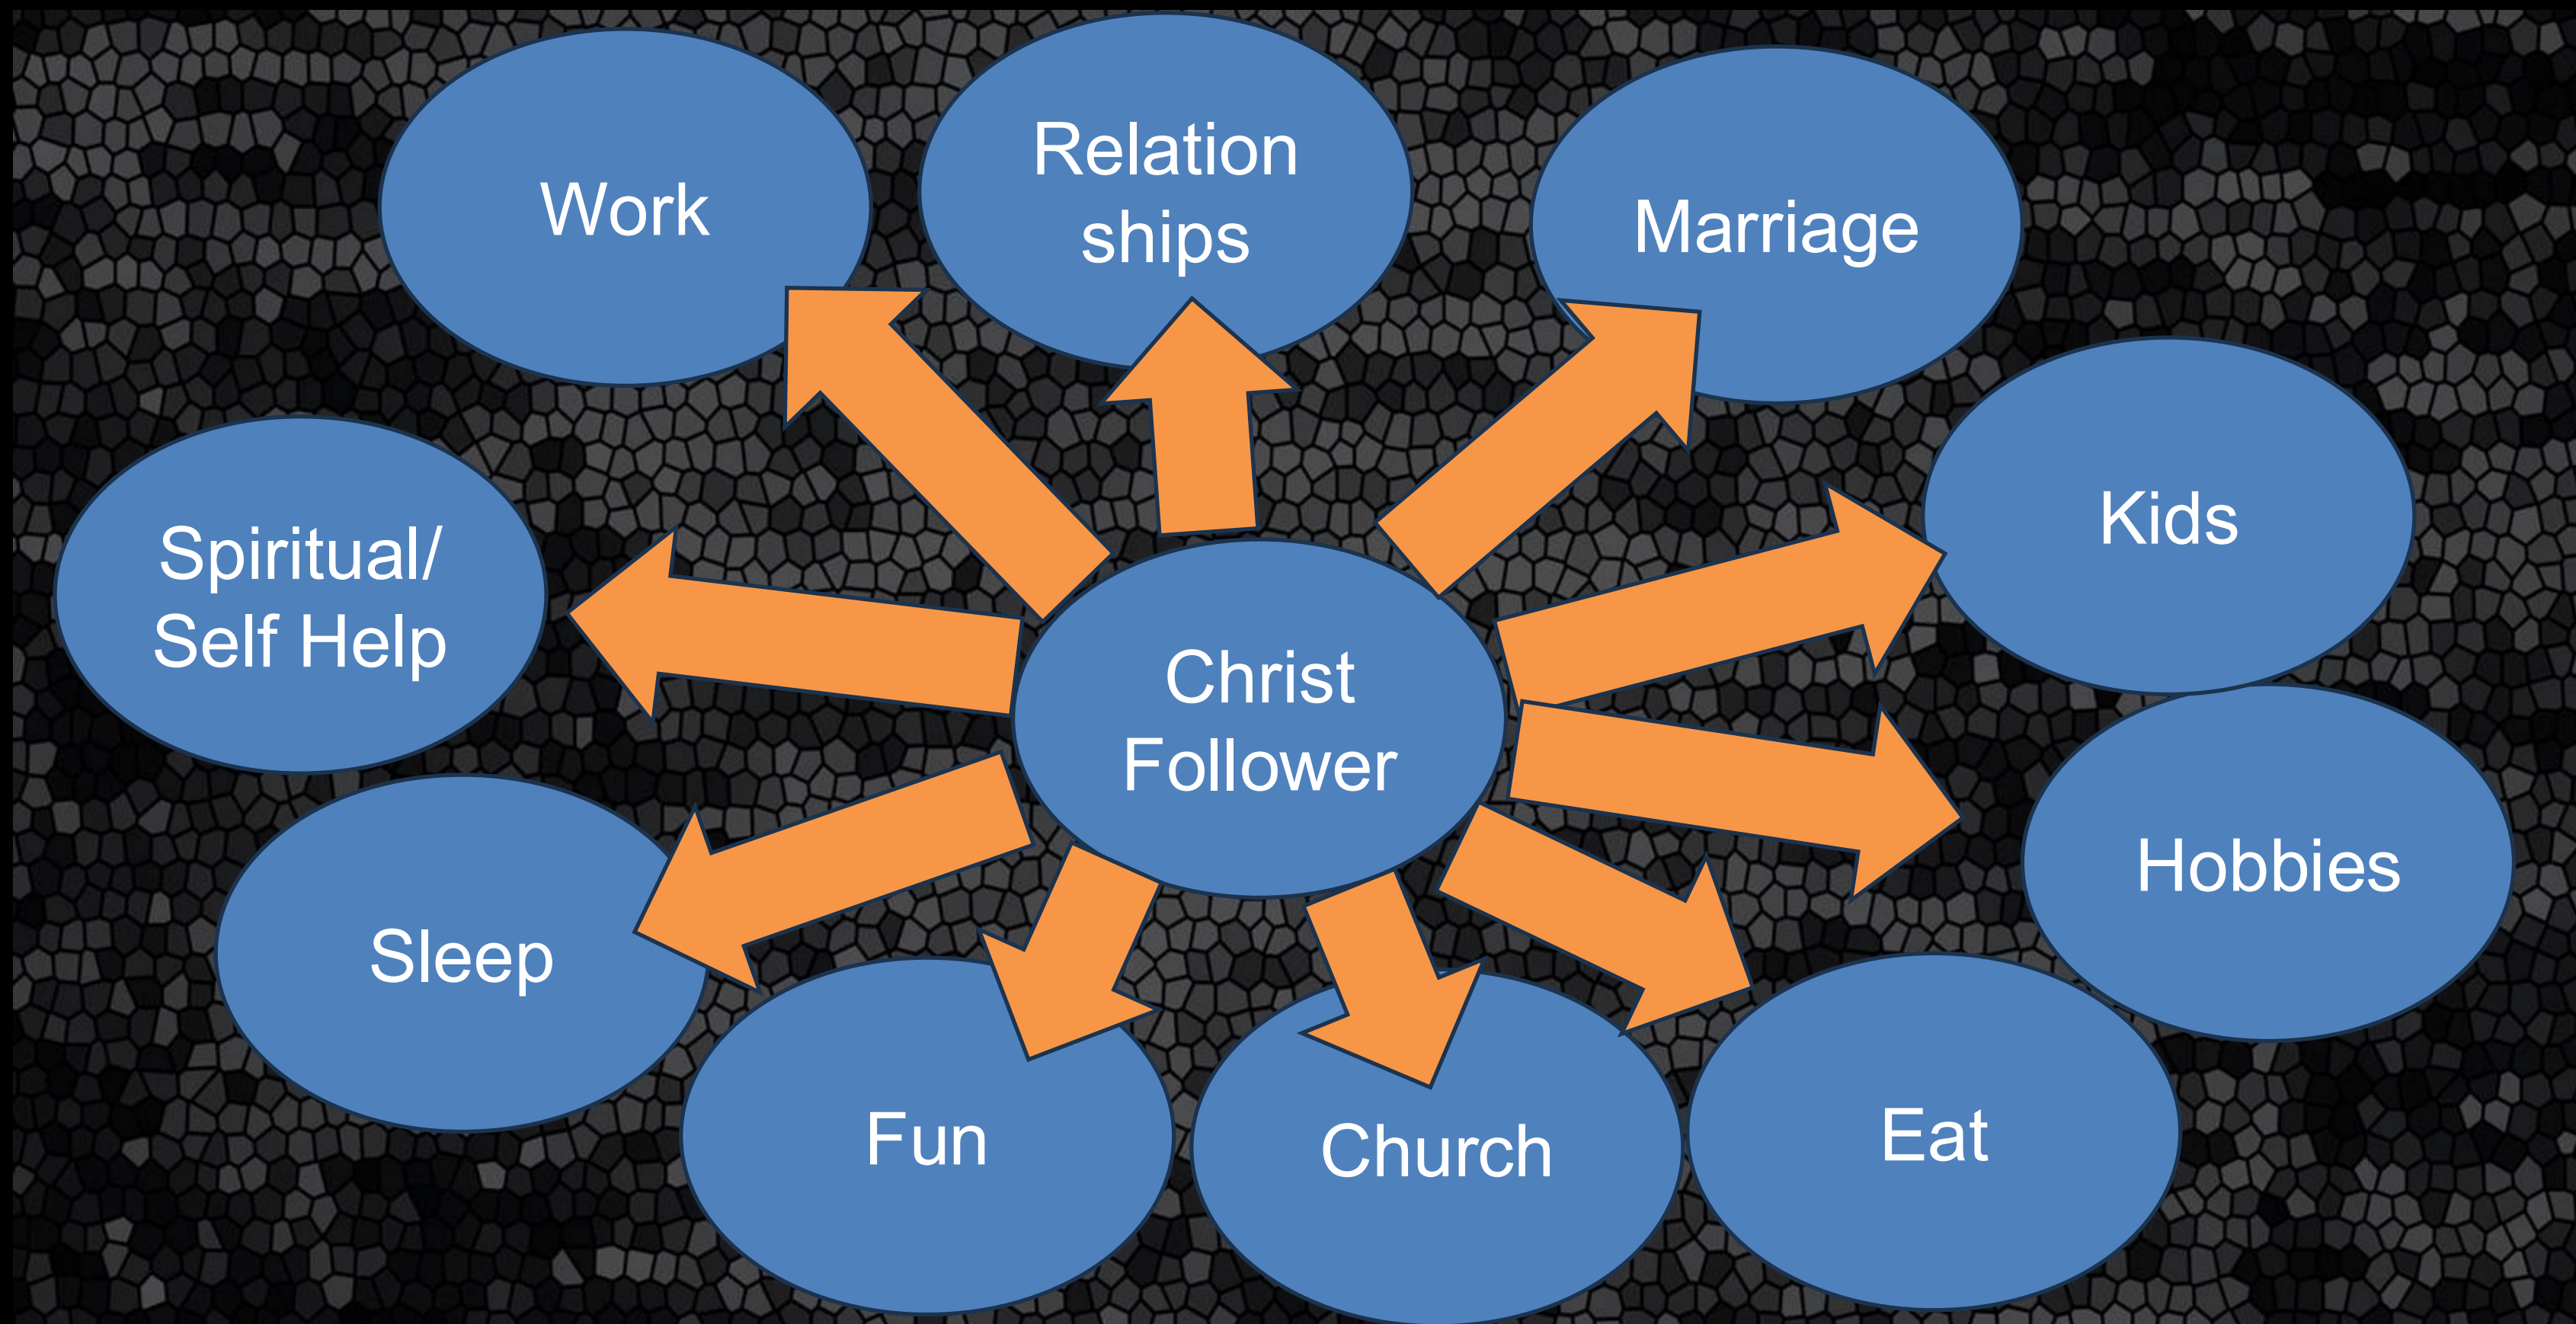 Work
Relation
ships
Marriage
Kids
Spiritual/
Self Help
Christ
Follower
Hobbies
Sleep
Fun
Church
Eat